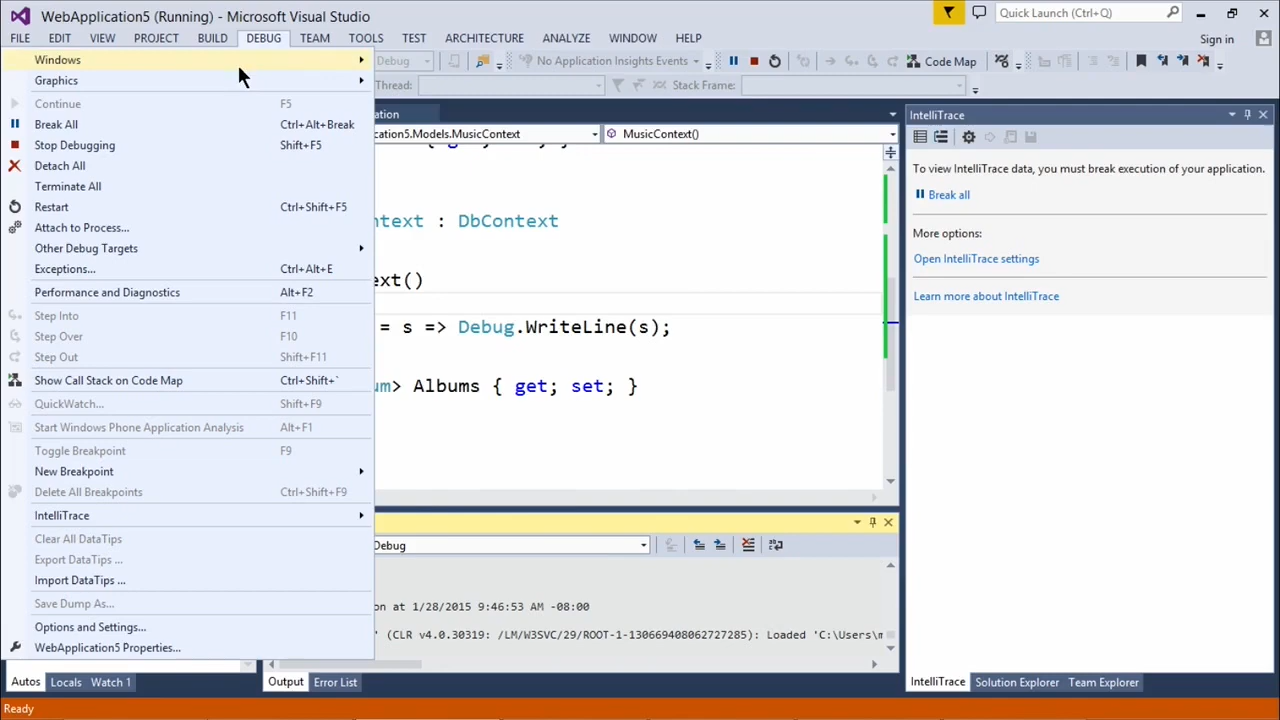 WebApplication5 (Running) - Microsoft Visual Studio
Quick Launch (Ctrl+Q)
FILE EDIT VIEW PROJECT BUILD DEBUG TEAM TOOLS TEST ARCHITECTURE ANALYZE WINDOW HELP
Sign in
Debug
No Application Insights Events
Code Map
Thread:
Stack Frame:
Windows
Graphics
Continue F5
Break All Ctrl+Alt+Break
Stop Debugging Shift+F5
Detach All
Terminate All
Restart Ctrl+Shift+F5
Attach to Process...
Other Debug Targets
Exceptions... Ctrl+Alt+E
Performance and Diagnostics Alt+F2
Step Into F11
Step Over F10
Step Out Shift+F11
Show Call Stack on Code Map Ctrl+Shift+`
QuickWatch... Shift+F9
Start Windows Phone Application Analysis Alt+F1
Toggle Breakpoint F9
New Breakpoint
Delete All Breakpoints Ctrl+Shift+F9
IntelliTrace
Clear All DataTips
Export DataTips ...
Import DataTips ...
Save Dump As...
Options and Settings...
WebApplication5 Properties...
ation
cation5.Models.MusicContext
MusicContext()
ntext : DbContext
ext()
= s => Debug.WriteLine(s);
um> Albums { get; set; }
Debug
on at 1/28/2015 9:46:53 AM -08:00
' (CLR v4.0.30319: /LM/W3SVC/29/ROOT-1-130669408062727285): Loaded 'C:\Users\m
IntelliTrace
To view IntelliTrace data, you must break execution of your application.
Break all
More options:
Open IntelliTrace settings
Learn more about IntelliTrace
Autos Locals Watch 1
Output Error List
IntelliTrace Solution Explorer Team Explorer
Ready